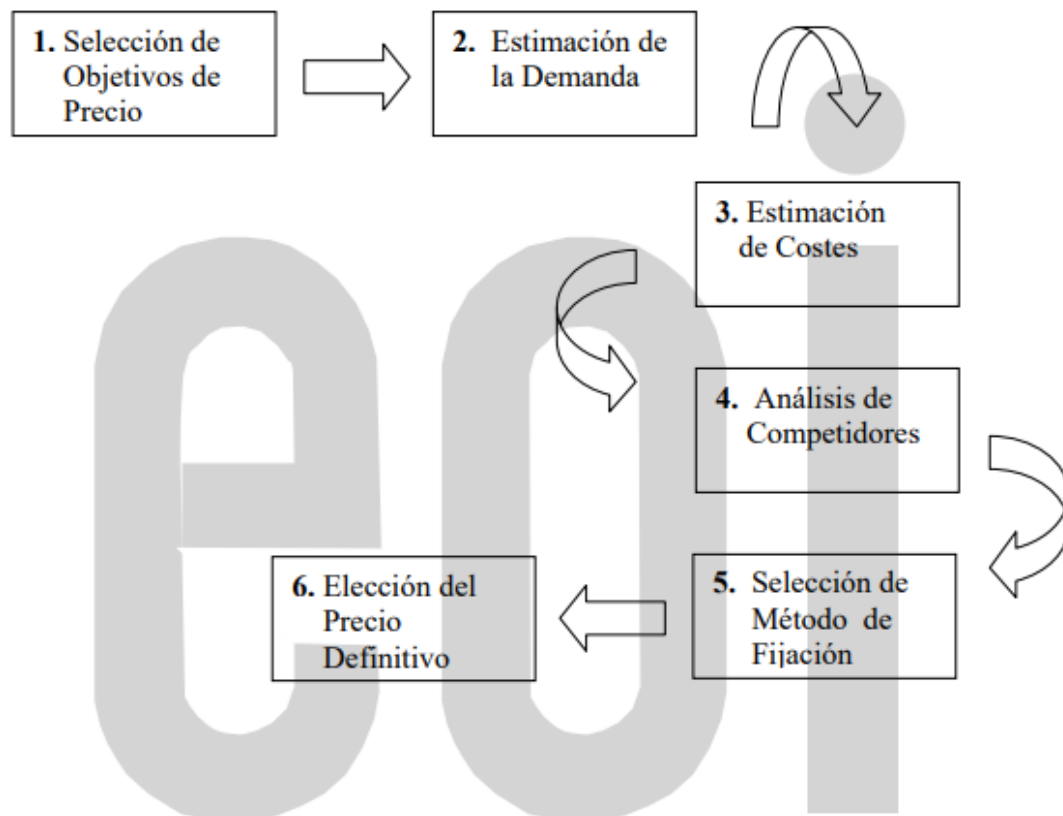 1. Selección de
Objetivos de
Precio
2. Estimación de
la Demanda
3. Estimación
de Costes
4. Análisis de
Competidores
5. Selección de
Método de
Fijación
6. Elección del
Precio
Definitivo
eoi